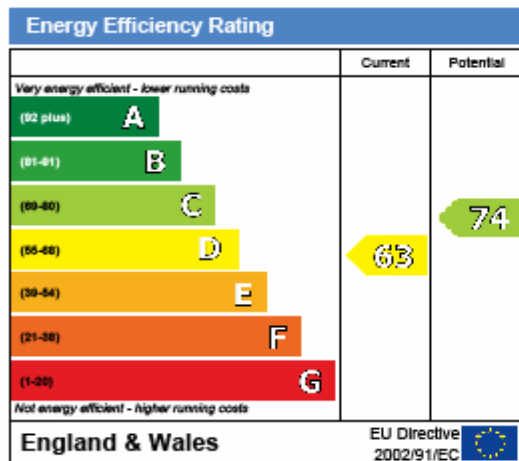 Energy Efficiency Rating
Current Potential
Very energy efficient - lower running costs
(92 plus) A
(81-91) B
(69-80) C
(55-68) D
(39-54) E
(21-38) F
(1-20) G
63
74
Not energy efficient - higher running costs
England & Wales
EU Directive
2002/91/EC